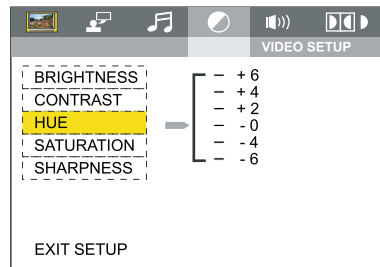 VIDEO SETUP
BRIGHTNESS
CONTRAST
HUE
SATURATION
SHARPNESS
+ 6
+ 4
+ 2
- 0
- 4
- 6
EXIT SETUP